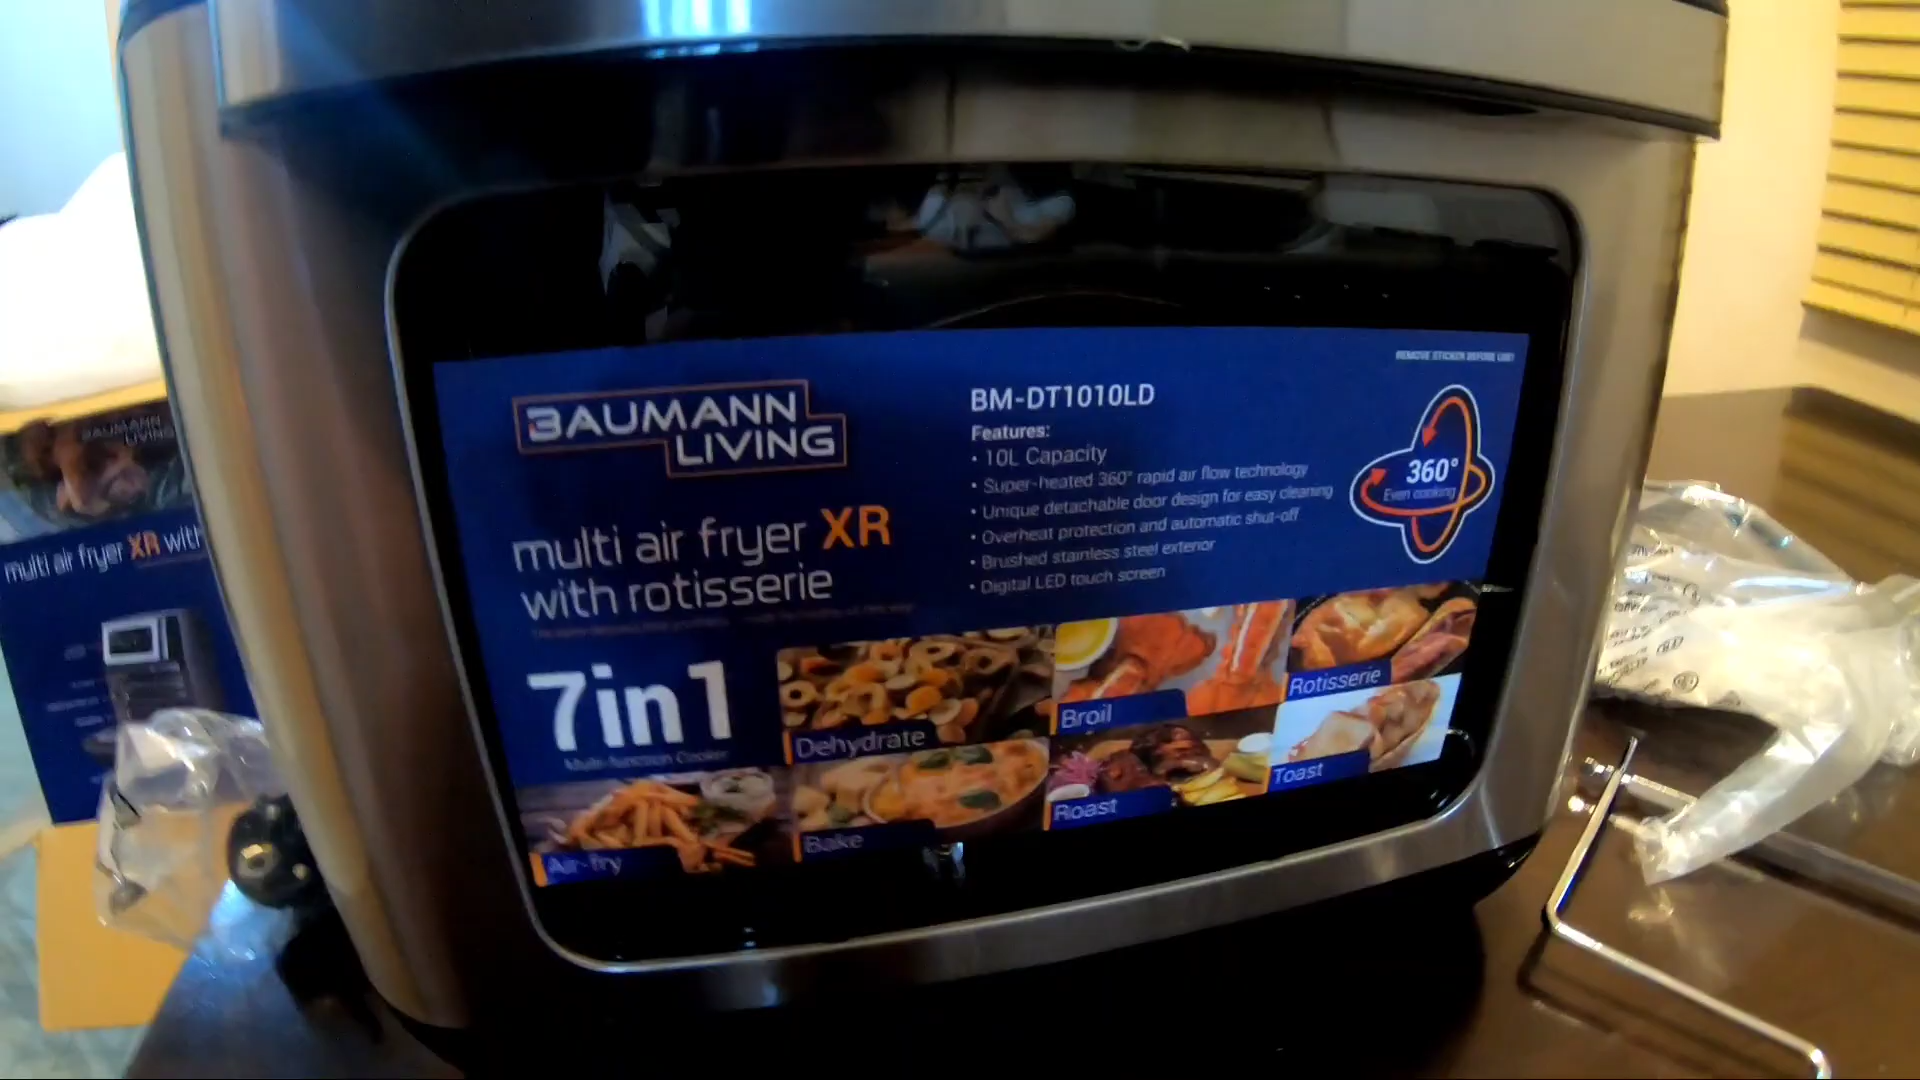 BAUMANN
LIVING
multi air fryer XR
with rotisserie
7in1
Multi-function Cooker
BM-DT1010LD
Features:
• 10L Capacity
• Super-heated 360° rapid air flow technology
• Unique detachable door design for easy cleaning
• Overheat protection and automatic shut-off
• Brushed stainless steel exterior
• Digital LED touch screen
REMOVE STICKER BEFORE USE!
360°
Even cooking
Dehydrate
Broil
Rotisserie
Air-fry
Bake
Roast
Toast
BAUMANN
LIVING
multi air fryer XR with